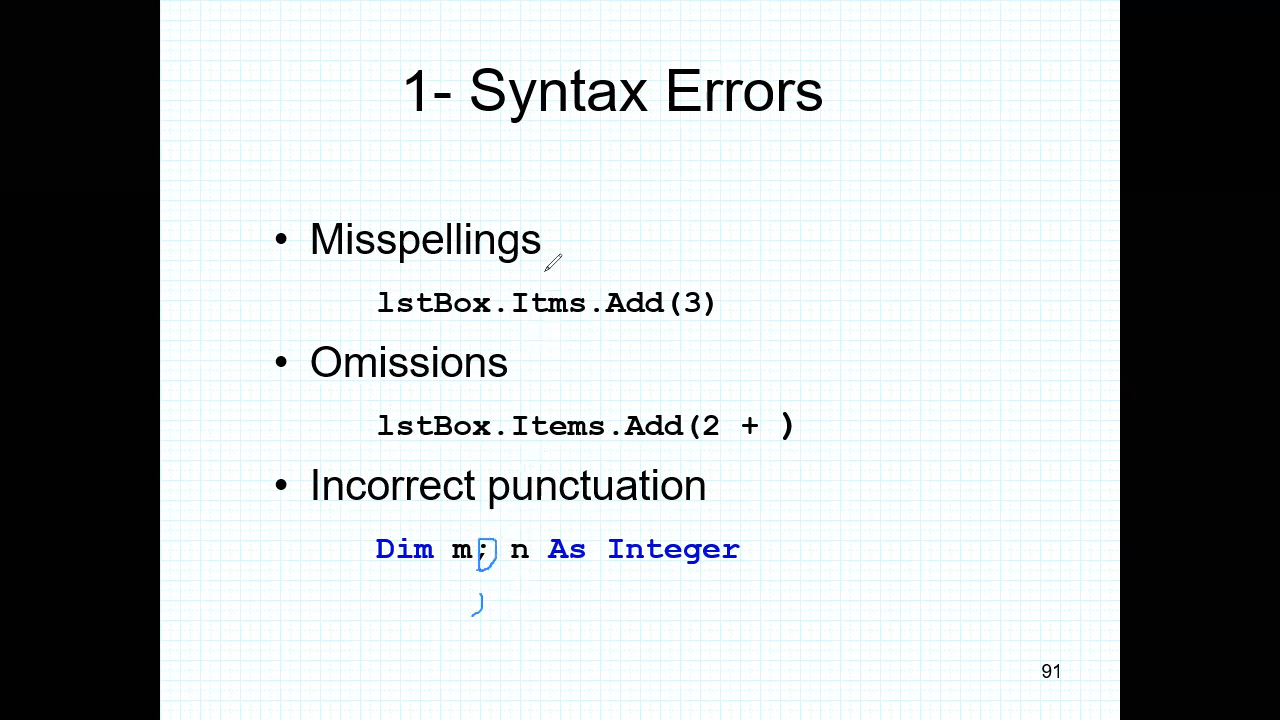 1- Syntax Errors
• Misspellings
lstBox.Itms.Add(3)
• Omissions
lstBox.Items.Add(2 + )
• Incorrect punctuation
Dim m; n As Integer
,
91